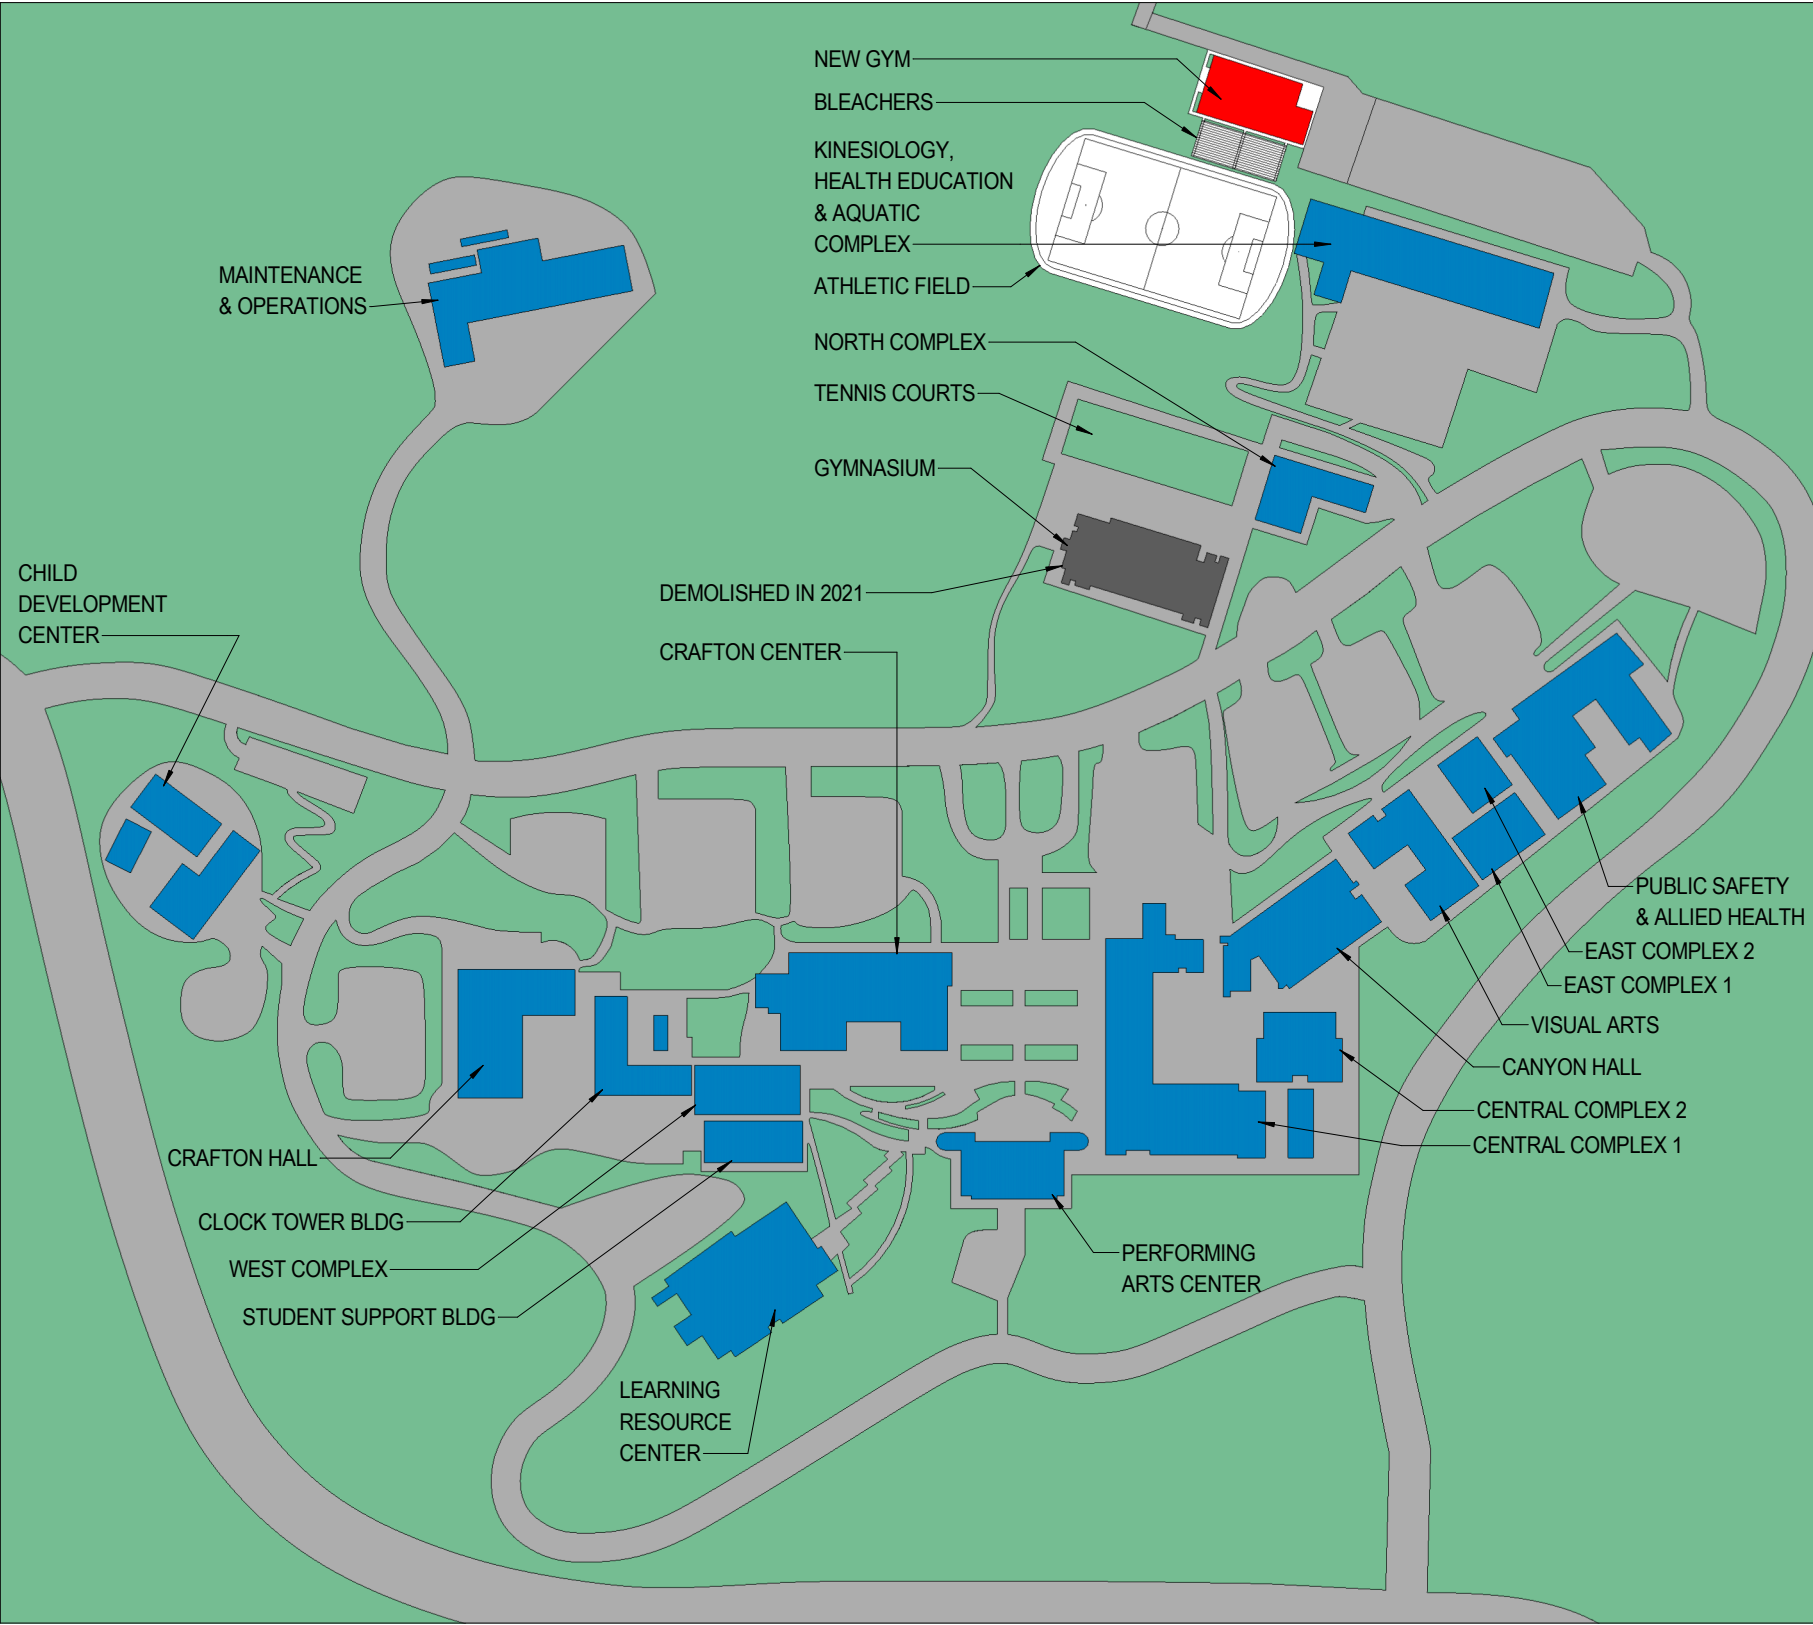 NEW GYM
BLEACHERS
KINESIOLOGY,
HEALTH EDUCATION
& AQUATIC
COMPLEX
ATHLETIC FIELD
NORTH COMPLEX
TENNIS COURTS
GYMNASIUM
DEMOLISHED IN 2021
CRAFTON CENTER
MAINTENANCE
& OPERATIONS
CHILD
DEVELOPMENT
CENTER
PUBLIC SAFETY
& ALLIED HEALTH
EAST COMPLEX 2
EAST COMPLEX 1
VISUAL ARTS
CANYON HALL
CENTRAL COMPLEX 2
CENTRAL COMPLEX 1
CRAFTON HALL
CLOCK TOWER BLDG
WEST COMPLEX
STUDENT SUPPORT BLDG
PERFORMING
ARTS CENTER
LEARNING
RESOURCE
CENTER